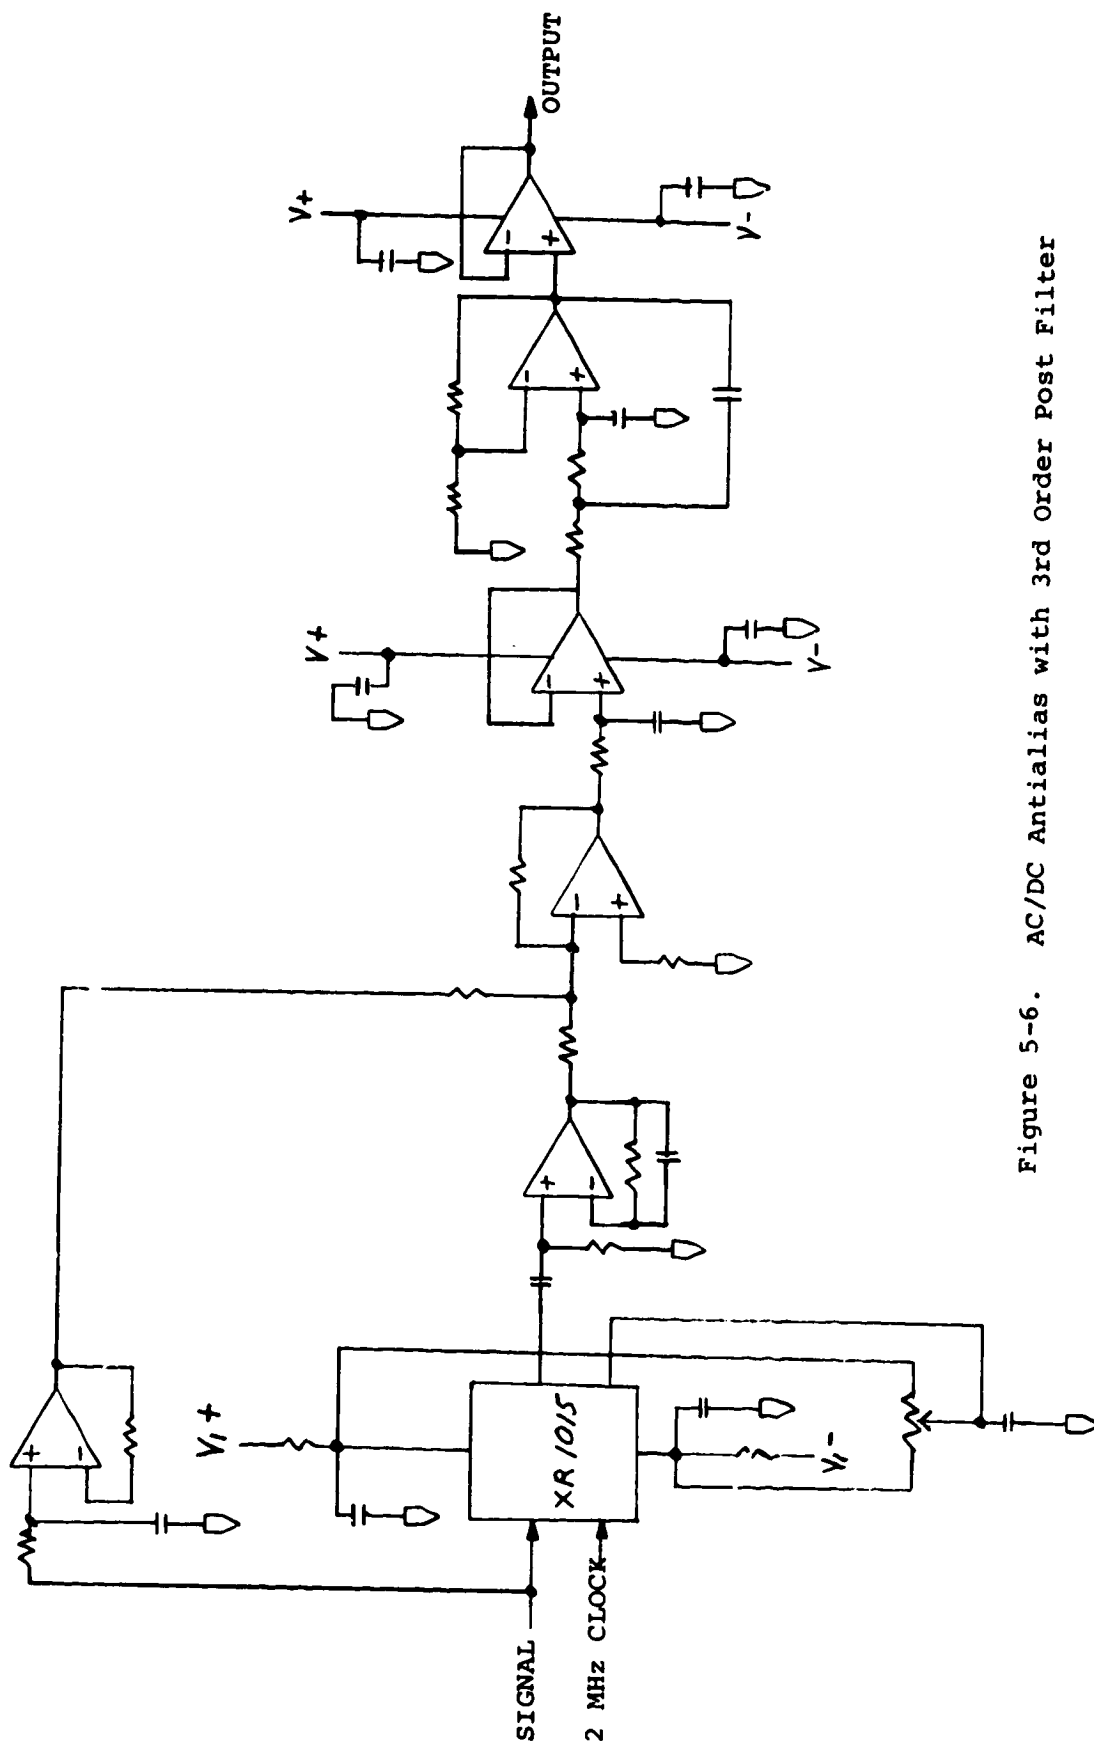 SIGNAL
2 MHz CLOCK
V1+
XR 1015
V1-
+
-
+
-
-
+
V+
-
+
V-
-
+
V+
-
+
V-
OUTPUT
Figure 5-6. AC/DC Antialias with 3rd Order Post Filter